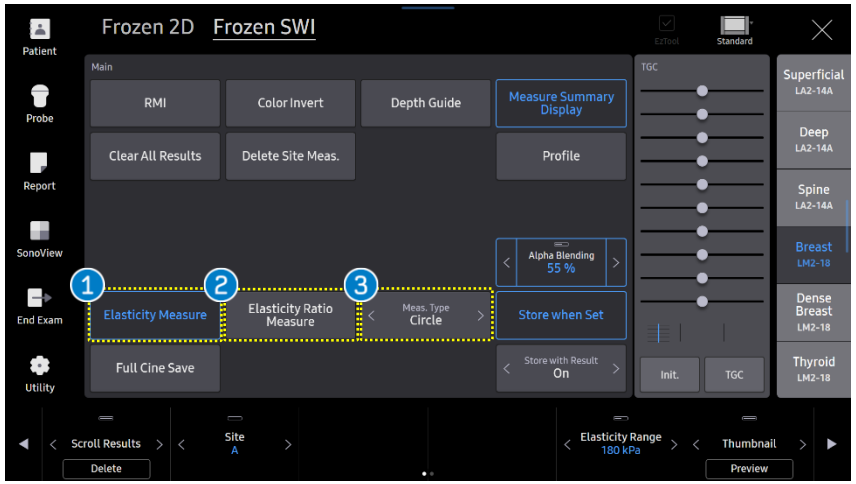 Patient
Frozen 2D
Frozen SWI
EzTool
Standard
Probe
Report
SonoView
End Exam
Utility
Main
RMI
Color Invert
Depth Guide
Measure Summary
Display
Clear All Results
Delete Site Meas.
Profile
Alpha Blending
< 55 % >
1
2
3
Elasticity Measure
Elasticity Ratio
Measure
Meas. Type
< Circle >
Store when Set
Full Cine Save
Store with Result
< On >
TGC
Init.
TGC
Superficial
LA2-14A
Deep
LA2-14A
Spine
LA2-14A
Breast
LM2-18
Dense
Breast
LM2-18
Thyroid
LM2-18
< Scroll Results >
Delete
Site
< A >
Elasticity Range
< 180 kPa >
< Thumbnail >
Preview